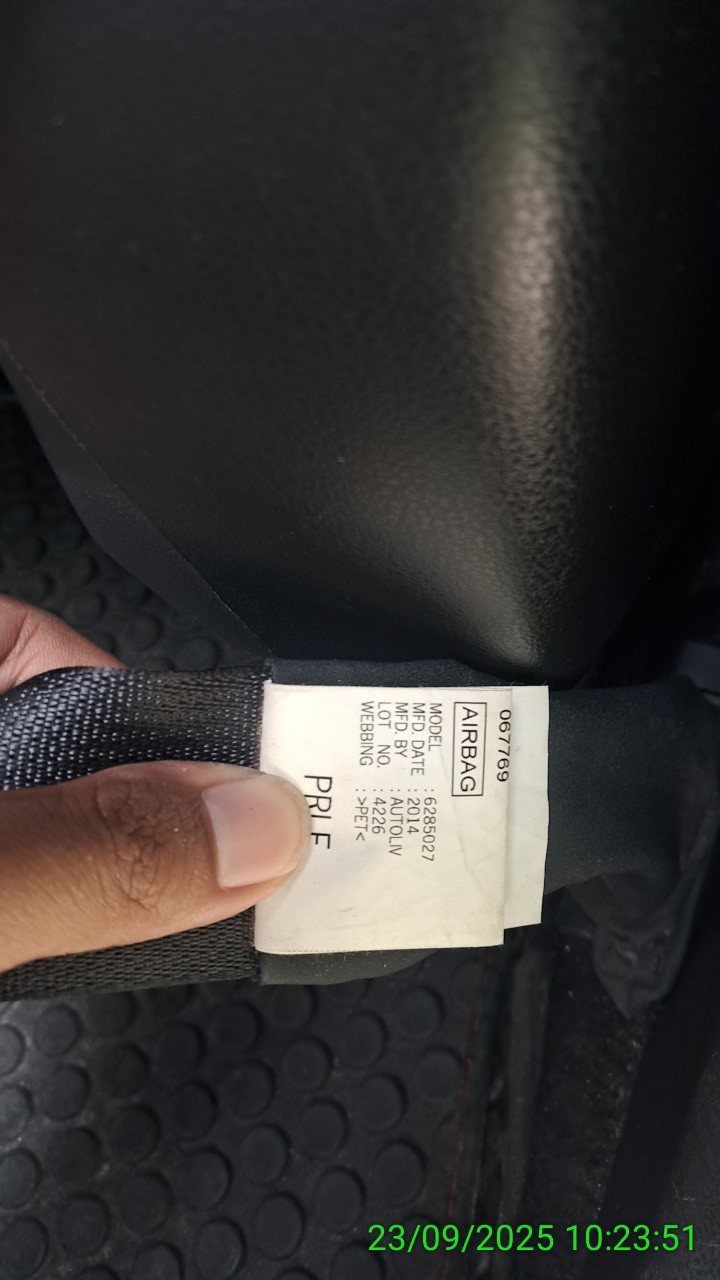 067769
AIRBAG
MODEL : 6285027
MFD. DATE : 2014
MFD. BY : AUTOLIV
LOT NO. : 4226
WEBBING : >PET<
23/09/2025 10:23:51